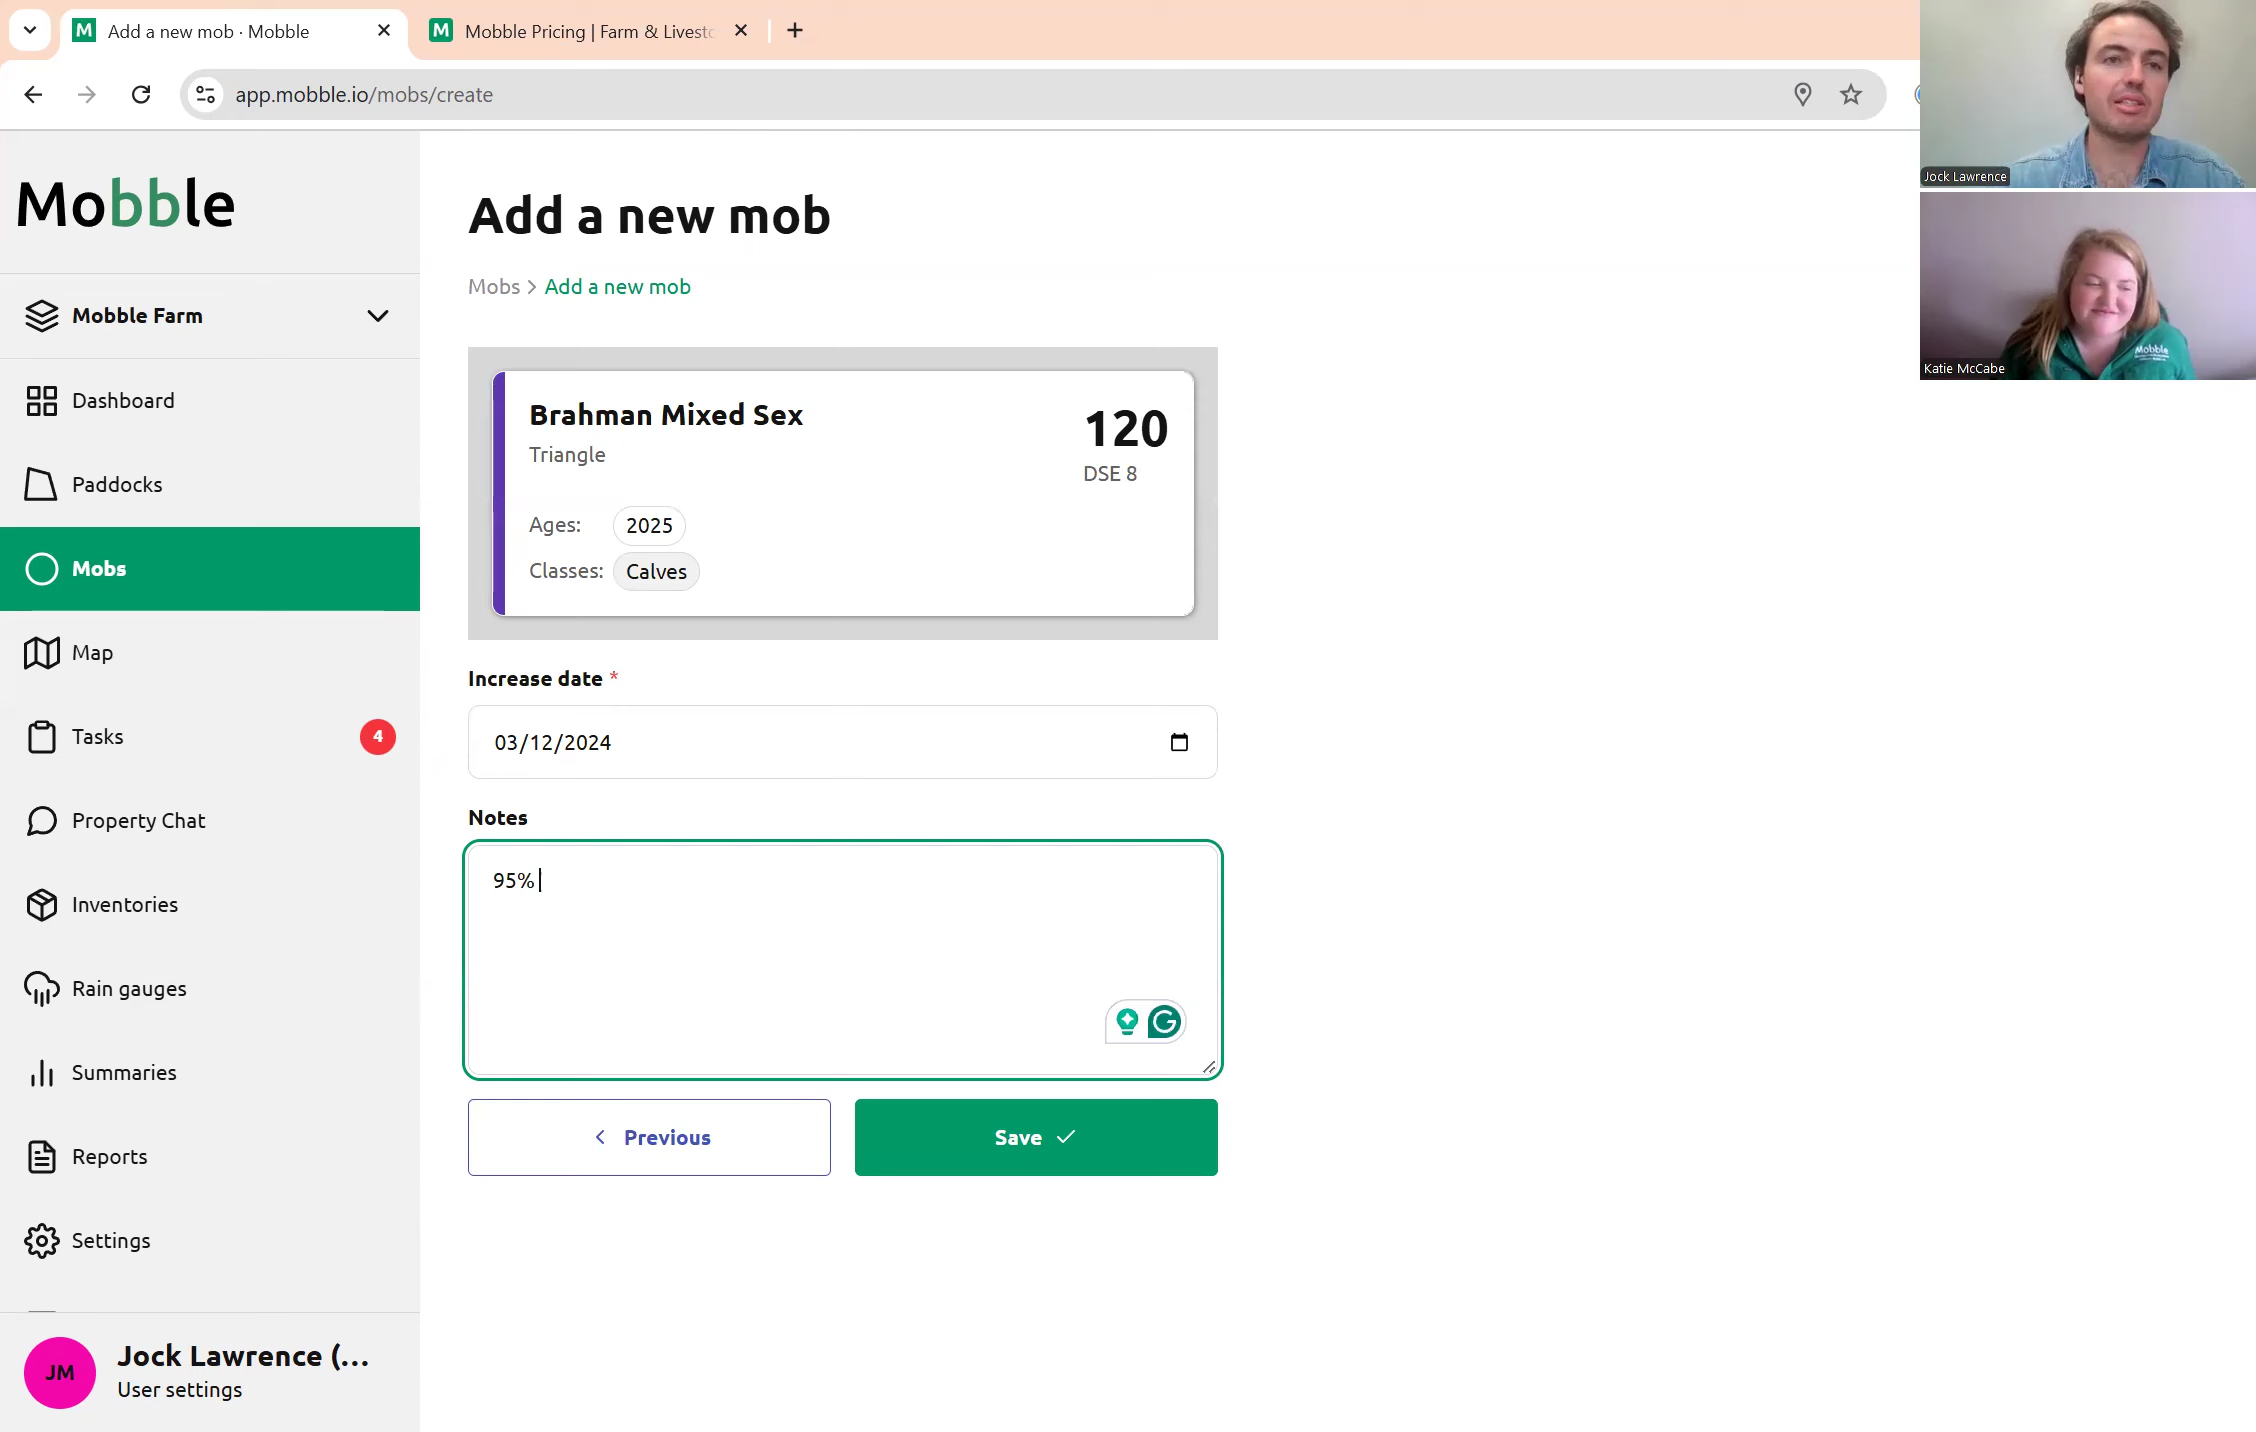 Add a new mob · Mobble
Mobble Pricing | Farm & Livesto
app.mobble.io/mobs/create
Jock Lawrence
Mobble
Katie McCabe
Mobble
Mobble Farm
Dashboard
Paddocks
Mobs
Map
Tasks
4
Property Chat
Inventories
Rain gauges
Summaries
Reports
Settings
JM
Jock Lawrence (...
User settings
Add a new mob
Mobs > Add a new mob
Brahman Mixed Sex
120
Triangle
DSE 8
Ages: 2025
Classes: Calves
Increase date *
03/12/2024
Notes
95%
Previous
Save